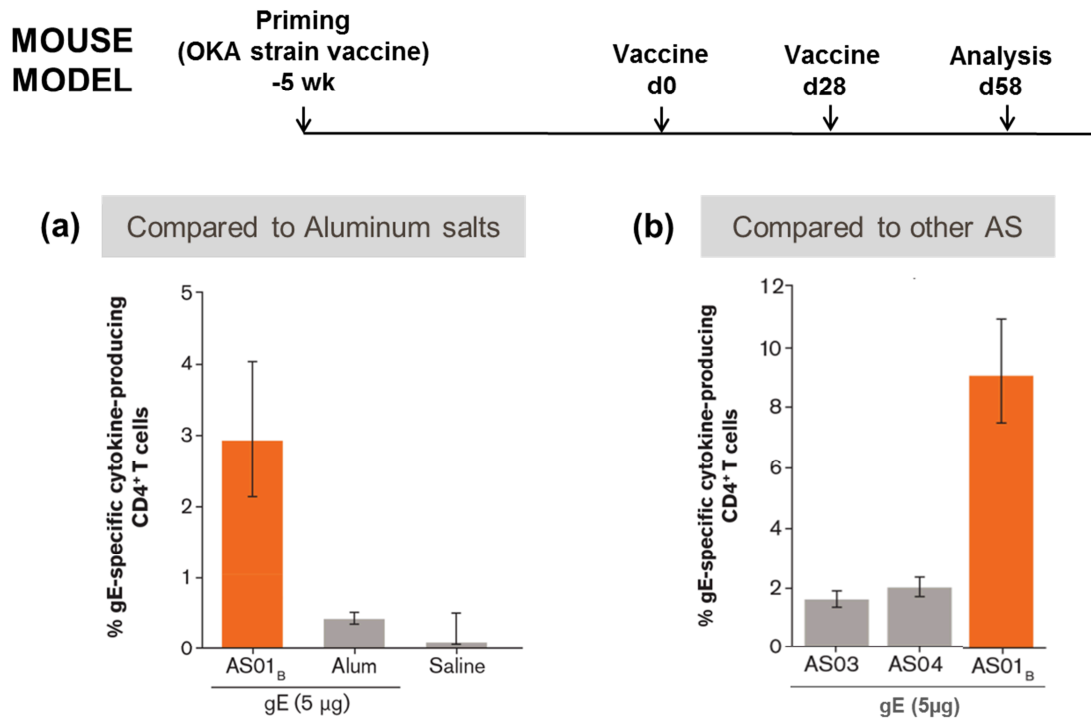 MOUSE
MODEL
Priming
(OKA strain vaccine)
-5 wk
Vaccine
d0
Vaccine
d28
Analysis
d58
(a)
Compared to Aluminum salts
% gE-specific cytokine-producing
CD4⁺ T cells
5
4
3
2
1
0
AS01B
Alum
Saline
gE (5 µg)
(b)
Compared to other AS
% gE-specific cytokine-producing
CD4⁺ T cells
12
10
8
6
4
2
0
AS03
AS04
AS01B
gE (5µg)